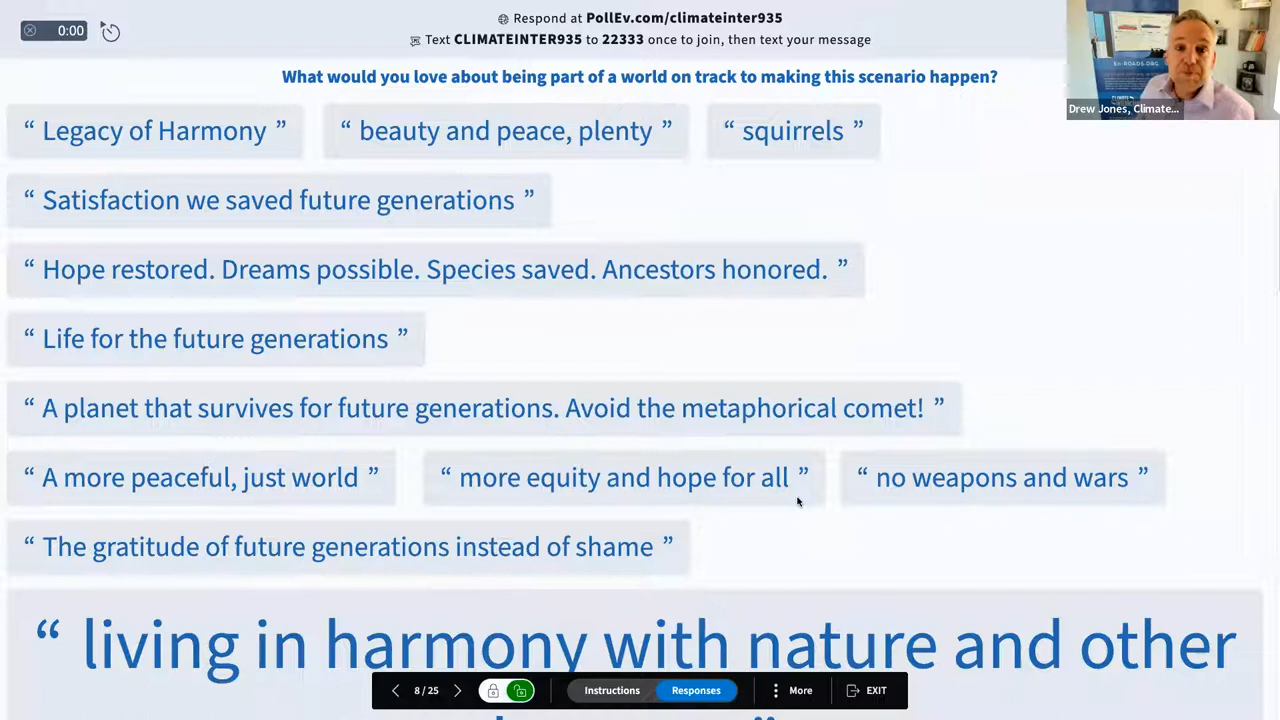 0:00
Respond at PollEv.com/climateinter935
Text CLIMATEINTER935 to 22333 once to join, then text your message
What would you love about being part of a world on track to making this scenario happen?
En-ROADS.ORG
Drew Jones, Climate...
“ Legacy of Harmony ” “ beauty and peace, plenty ” “ squirrels ”
“ Satisfaction we saved future generations ”
“ Hope restored. Dreams possible. Species saved. Ancestors honored. ”
“ Life for the future generations ”
“ A planet that survives for future generations. Avoid the metaphorical comet! ”
“ A more peaceful, just world ” “ more equity and hope for all ” “ no weapons and wars ”
“ The gratitude of future generations instead of shame ”
“ living in harmony with nature and other
8 / 25 Instructions Responses More EXIT